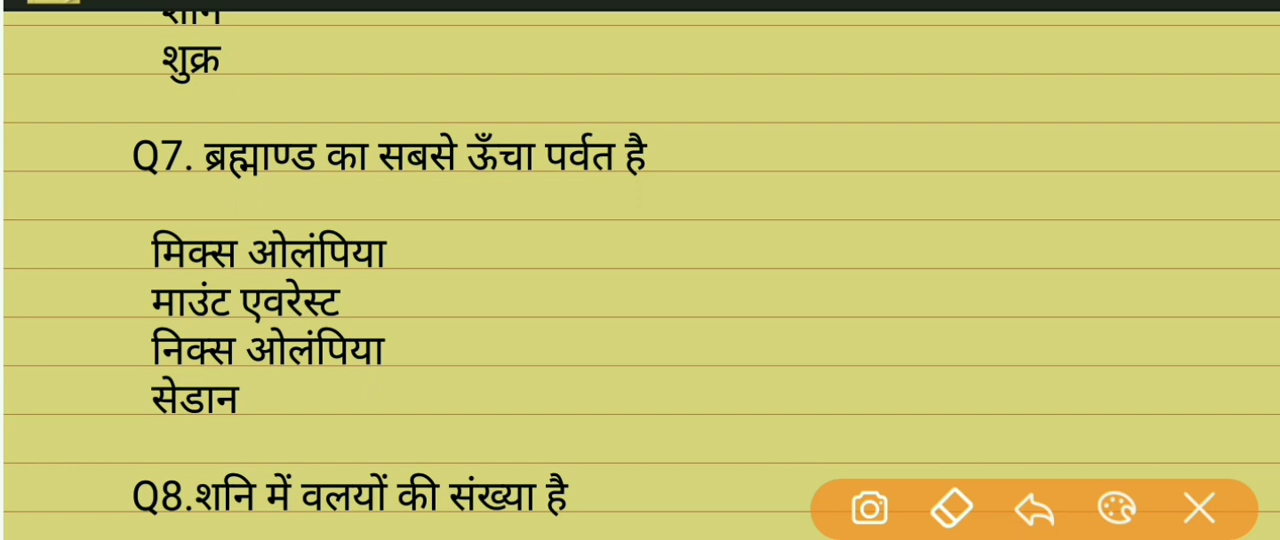 शुक्र
Q7. ब्रह्माण्ड का सबसे ऊँचा पर्वत है
मिक्स ओलंपिया
माउंट एवरेस्ट
निक्स ओलंपिया
सेडान
Q8.शनि में वलयों की संख्या है